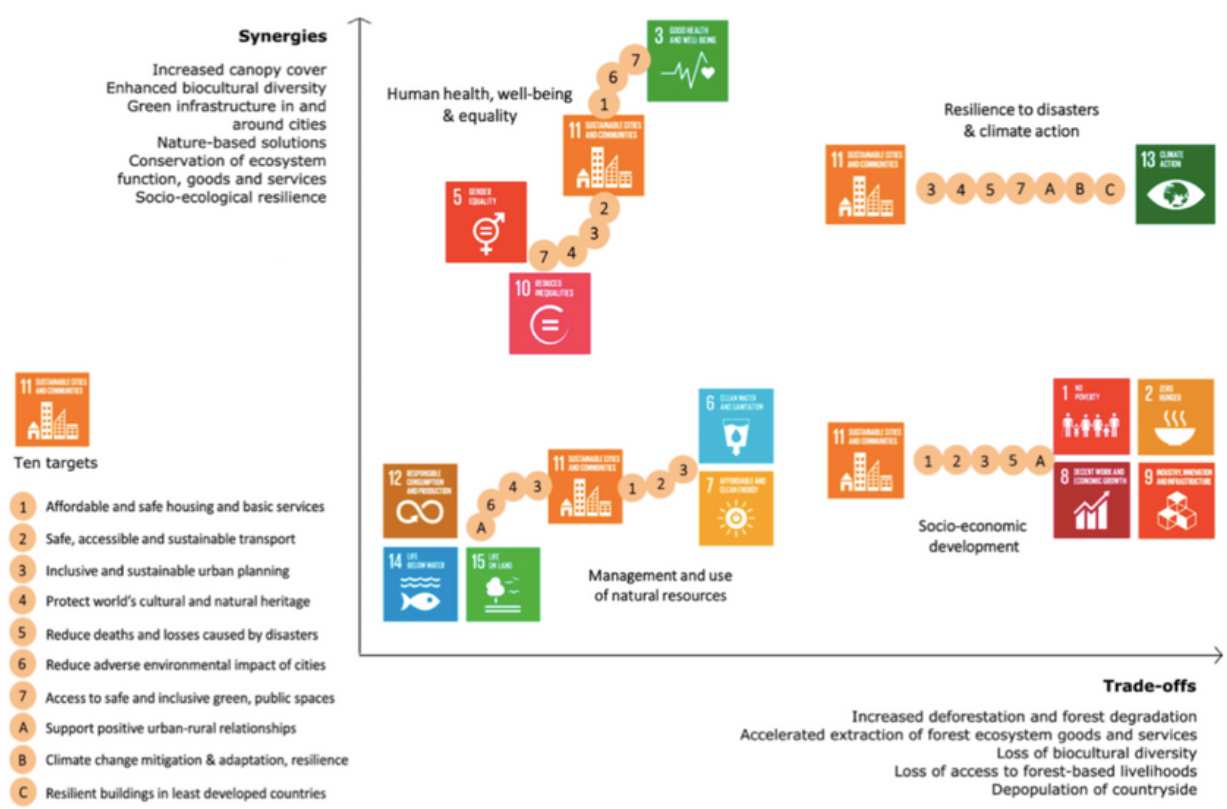 Synergies
Increased canopy cover
Enhanced biocultural diversity
Green infrastructure in and
around cities
Nature-based solutions
Conservation of ecosystem
function, goods and services
Socio-ecological resilience
Human health, well-being
& equality
3 GOOD HEALTH
AND WELL-BEING
7
6
1
11 SUSTAINABLE CITIES
AND COMMUNITIES
2
3
4
7
5 GENDER
EQUALITY
10 REDUCED
INEQUALITIES
Resilience to disasters
& climate action
11 SUSTAINABLE CITIES
AND COMMUNITIES
3 4 5 7 A B C
13 CLIMATE
ACTION
11 SUSTAINABLE CITIES
AND COMMUNITIES
Ten targets
1 Affordable and safe housing and basic services
2 Safe, accessible and sustainable transport
3 Inclusive and sustainable urban planning
4 Protect world's cultural and natural heritage
5 Reduce deaths and losses caused by disasters
6 Reduce adverse environmental impact of cities
7 Access to safe and inclusive green, public spaces
A Support positive urban-rural relationships
B Climate change mitigation & adaptation, resilience
C Resilient buildings in least developed countries
12 RESPONSIBLE
CONSUMPTION
AND PRODUCTION
A 6 4 3
11 SUSTAINABLE CITIES
AND COMMUNITIES
1 2 3
6 CLEAN WATER
AND SANITATION
7 AFFORDABLE AND
CLEAN ENERGY
14 LIFE
BELOW WATER
15 LIFE
ON LAND
Management and use
of natural resources
11 SUSTAINABLE CITIES
AND COMMUNITIES
1 2 3 5 A
1 NO
POVERTY
2 ZERO
HUNGER
8 DECENT WORK AND
ECONOMIC GROWTH
9 INDUSTRY, INNOVATION
AND INFRASTRUCTURE
Socio-economic
development
Trade-offs
Increased deforestation and forest degradation
Accelerated extraction of forest ecosystem goods and services
Loss of biocultural diversity
Loss of access to forest-based livelihoods
Depopulation of countryside